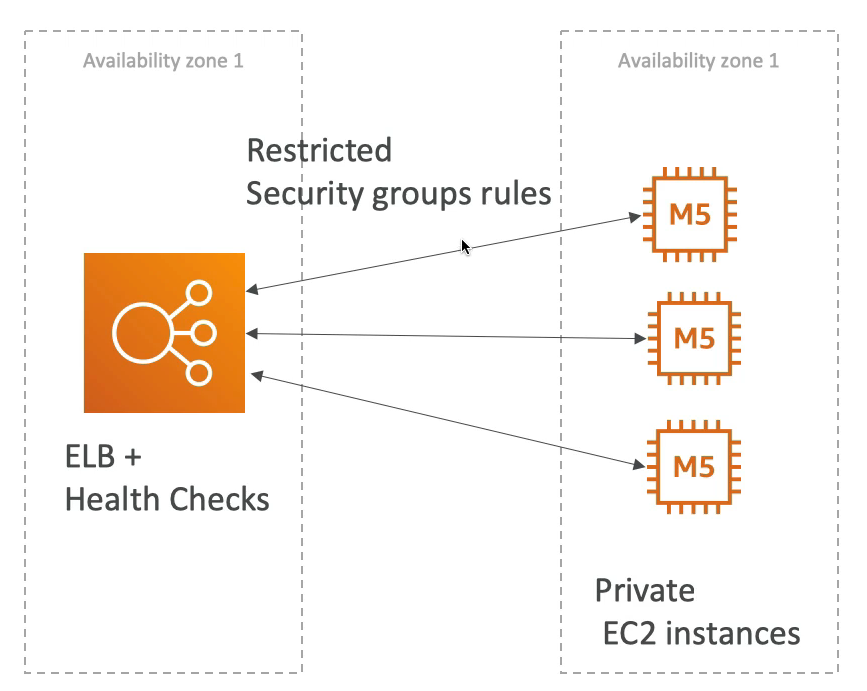 Availability zone 1
Availability zone 1
Restricted
Security groups rules
M5
M5
M5
ELB +
Health Checks
Private
EC2 instances